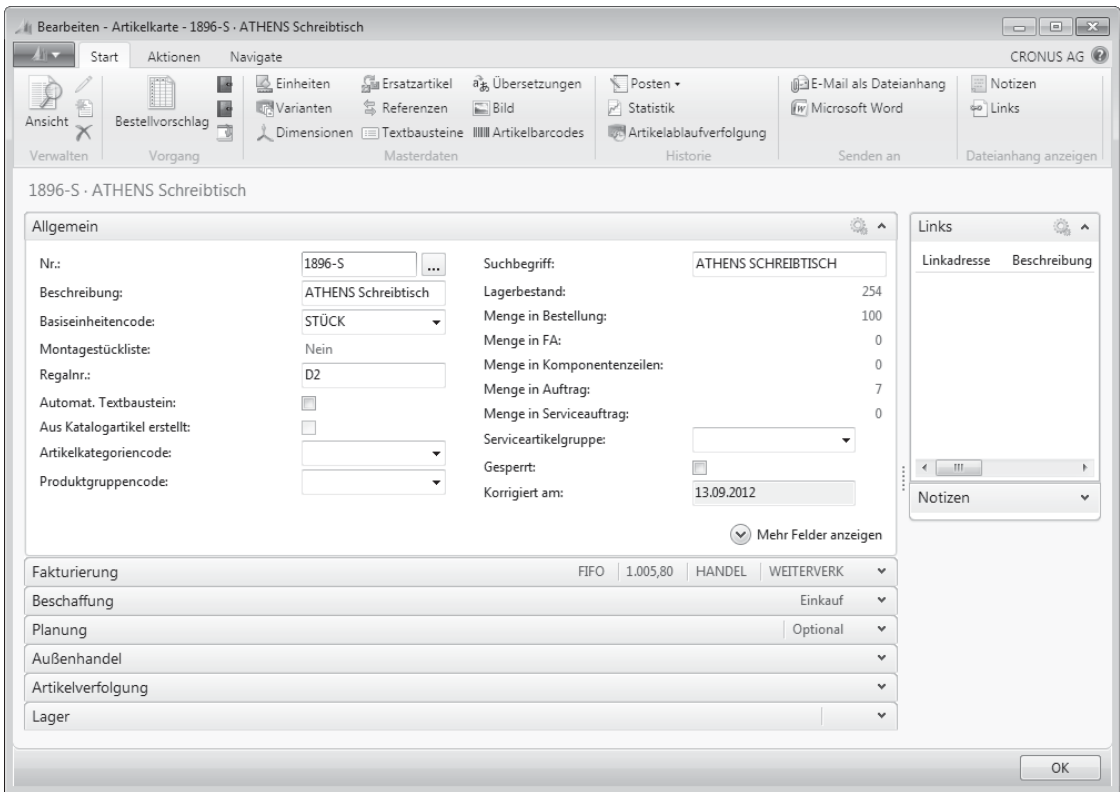 Bearbeiten - Artikelkarte - 1896-S · ATHENS Schreibtisch
Start Aktionen Navigate CRONUS AG
Ansicht
Verwalten
Bestellvorschlag
Vorgang
Einheiten Ersatzartikel Übersetzungen
Varianten Referenzen Bild
Dimensionen Textbausteine Artikelbarcodes
Masterdaten
Posten
Statistik
Artikelablaufverfolgung
Historie
E-Mail als Dateianhang
Microsoft Word
Senden an
Notizen
Links
Dateianhang anzeigen
1896-S · ATHENS Schreibtisch
Allgemein
Nr.: 1896-S ...
Beschreibung: ATHENS Schreibtisch
Basiseinheitencode: STÜCK
Montagestückliste: Nein
Regalnr.: D2
Automat. Textbaustein:
Aus Katalogartikel erstellt:
Artikelkategoriencode:
Produktgruppencode:
Suchbegriff: ATHENS SCHREIBTISCH
Lagerbestand: 254
Menge in Bestellung: 100
Menge in FA: 0
Menge in Komponentenzeilen: 0
Menge in Auftrag: 7
Menge in Serviceauftrag: 0
Serviceartikelgruppe:
Gesperrt:
Korrigiert am: 13.09.2012
Mehr Felder anzeigen
Fakturierung FIFO 1.005,80 HANDEL WEITERVERK
Beschaffung Einkauf
Planung Optional
Außenhandel
Artikelverfolgung
Lager
Links
Linkadresse Beschreibung
Notizen
OK